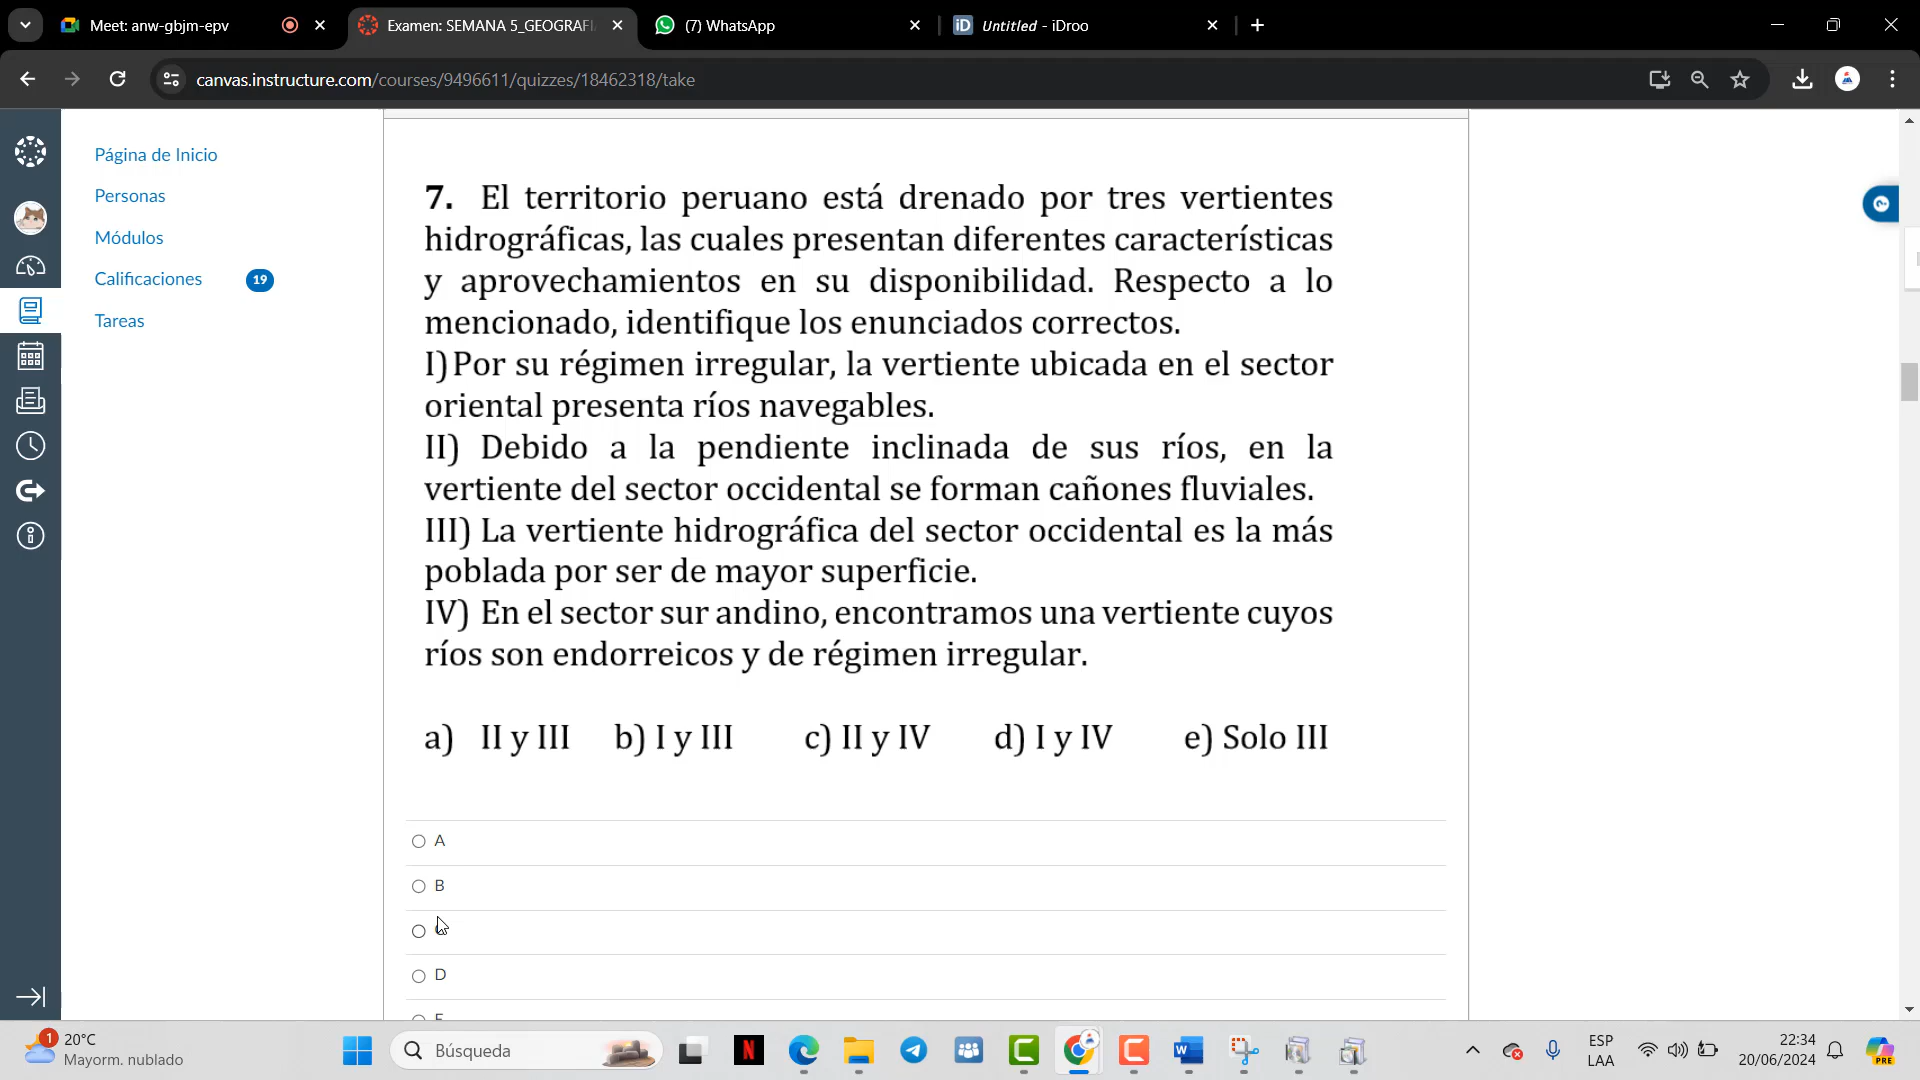 Meet: anw-gbjm-epv
Examen: SEMANA 5_GEOGRAFI
(7) WhatsApp
iD
Untitled - iDroo
canvas.instructure.com/courses/9496611/quizzes/18462318/take
Página de Inicio
Personas
Módulos
Calificaciones 19
Tareas
7. El territorio peruano está drenado por tres vertientes
hidrográficas, las cuales presentan diferentes características
y aprovechamientos en su disponibilidad. Respecto a lo
mencionado, identifique los enunciados correctos.
I) Por su régimen irregular, la vertiente ubicada en el sector
oriental presenta ríos navegables.
II) Debido a la pendiente inclinada de sus ríos, en la
vertiente del sector occidental se forman cañones fluviales.
III) La vertiente hidrográfica del sector occidental es la más
poblada por ser de mayor superficie.
IV) En el sector sur andino, encontramos una vertiente cuyos
ríos son endorreicos y de régimen irregular.
a) II y III b) I y III c) II y IV d) I y IV e) Solo III
A
B
D
1
20°C
Mayorm. nublado
Búsqueda
N
ESP
LAA
22:34
20/06/2024
PRE